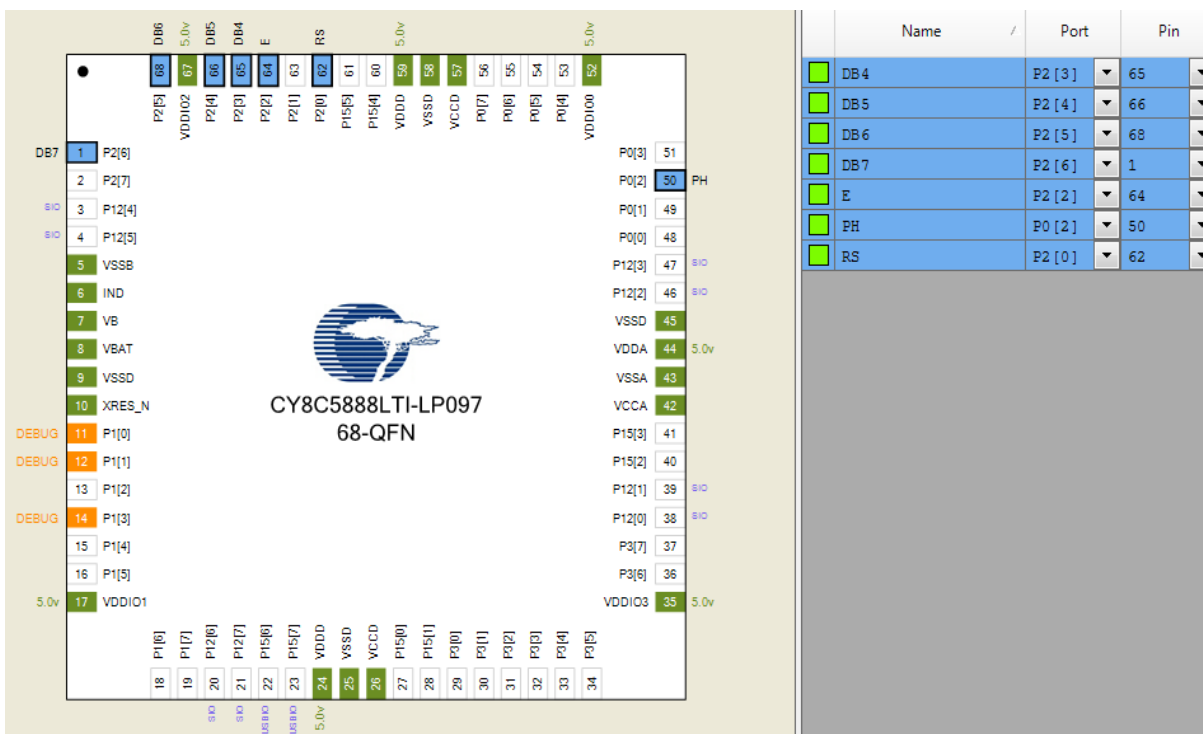 DB6 5.0v DB5 DB4 E RS 5.0v 5.0v
68 67 66 65 64 63 62 61 60 59 58 57 56 55 54 53 52
P2[5] VDDIO2 P2[4] P2[3] P2[2] P2[1] P2[0] P15[5] P15[4] VDDD VSSD VCCD P0[7] P0[6] P0[5] P0[4] VDDIO0
DB7 1 P2[6]
2 P2[7]
SIO 3 P12[4]
SIO 4 P12[5]
5 VSSB
6 IND
7 VB
8 VBAT
9 VSSD
10 XRES_N
DEBUG 11 P1[0]
DEBUG 12 P1[1]
13 P1[2]
DEBUG 14 P1[3]
15 P1[4]
16 P1[5]
5.0v 17 VDDIO1
CY8C5888LTI-LP097
68-QFN
P0[3] 51
P0[2] 50 PH
P0[1] 49
P0[0] 48
P12[3] 47 SIO
P12[2] 46 SIO
VSSD 45
VDDA 44 5.0v
VSSA 43
VCCA 42
P15[3] 41
P15[2] 40
P12[1] 39 SIO
P12[0] 38 SIO
P3[7] 37
P3[6] 36
VDDIO3 35 5.0v
P1[6] P1[7] P12[6] P12[7] P15[6] P15[7] VDDD VSSD VCCD P15[0] P15[1] P3[0] P3[1] P3[2] P3[3] P3[4] P3[5]
18 19 20 21 22 23 24 25 26 27 28 29 30 31 32 33 34
SIO SIO USBIO USBIO 5.0v
Name / Port Pin
DB4 P2[3] 65
DB5 P2[4] 66
DB6 P2[5] 68
DB7 P2[6] 1
E P2[2] 64
PH P0[2] 50
RS P2[0] 62